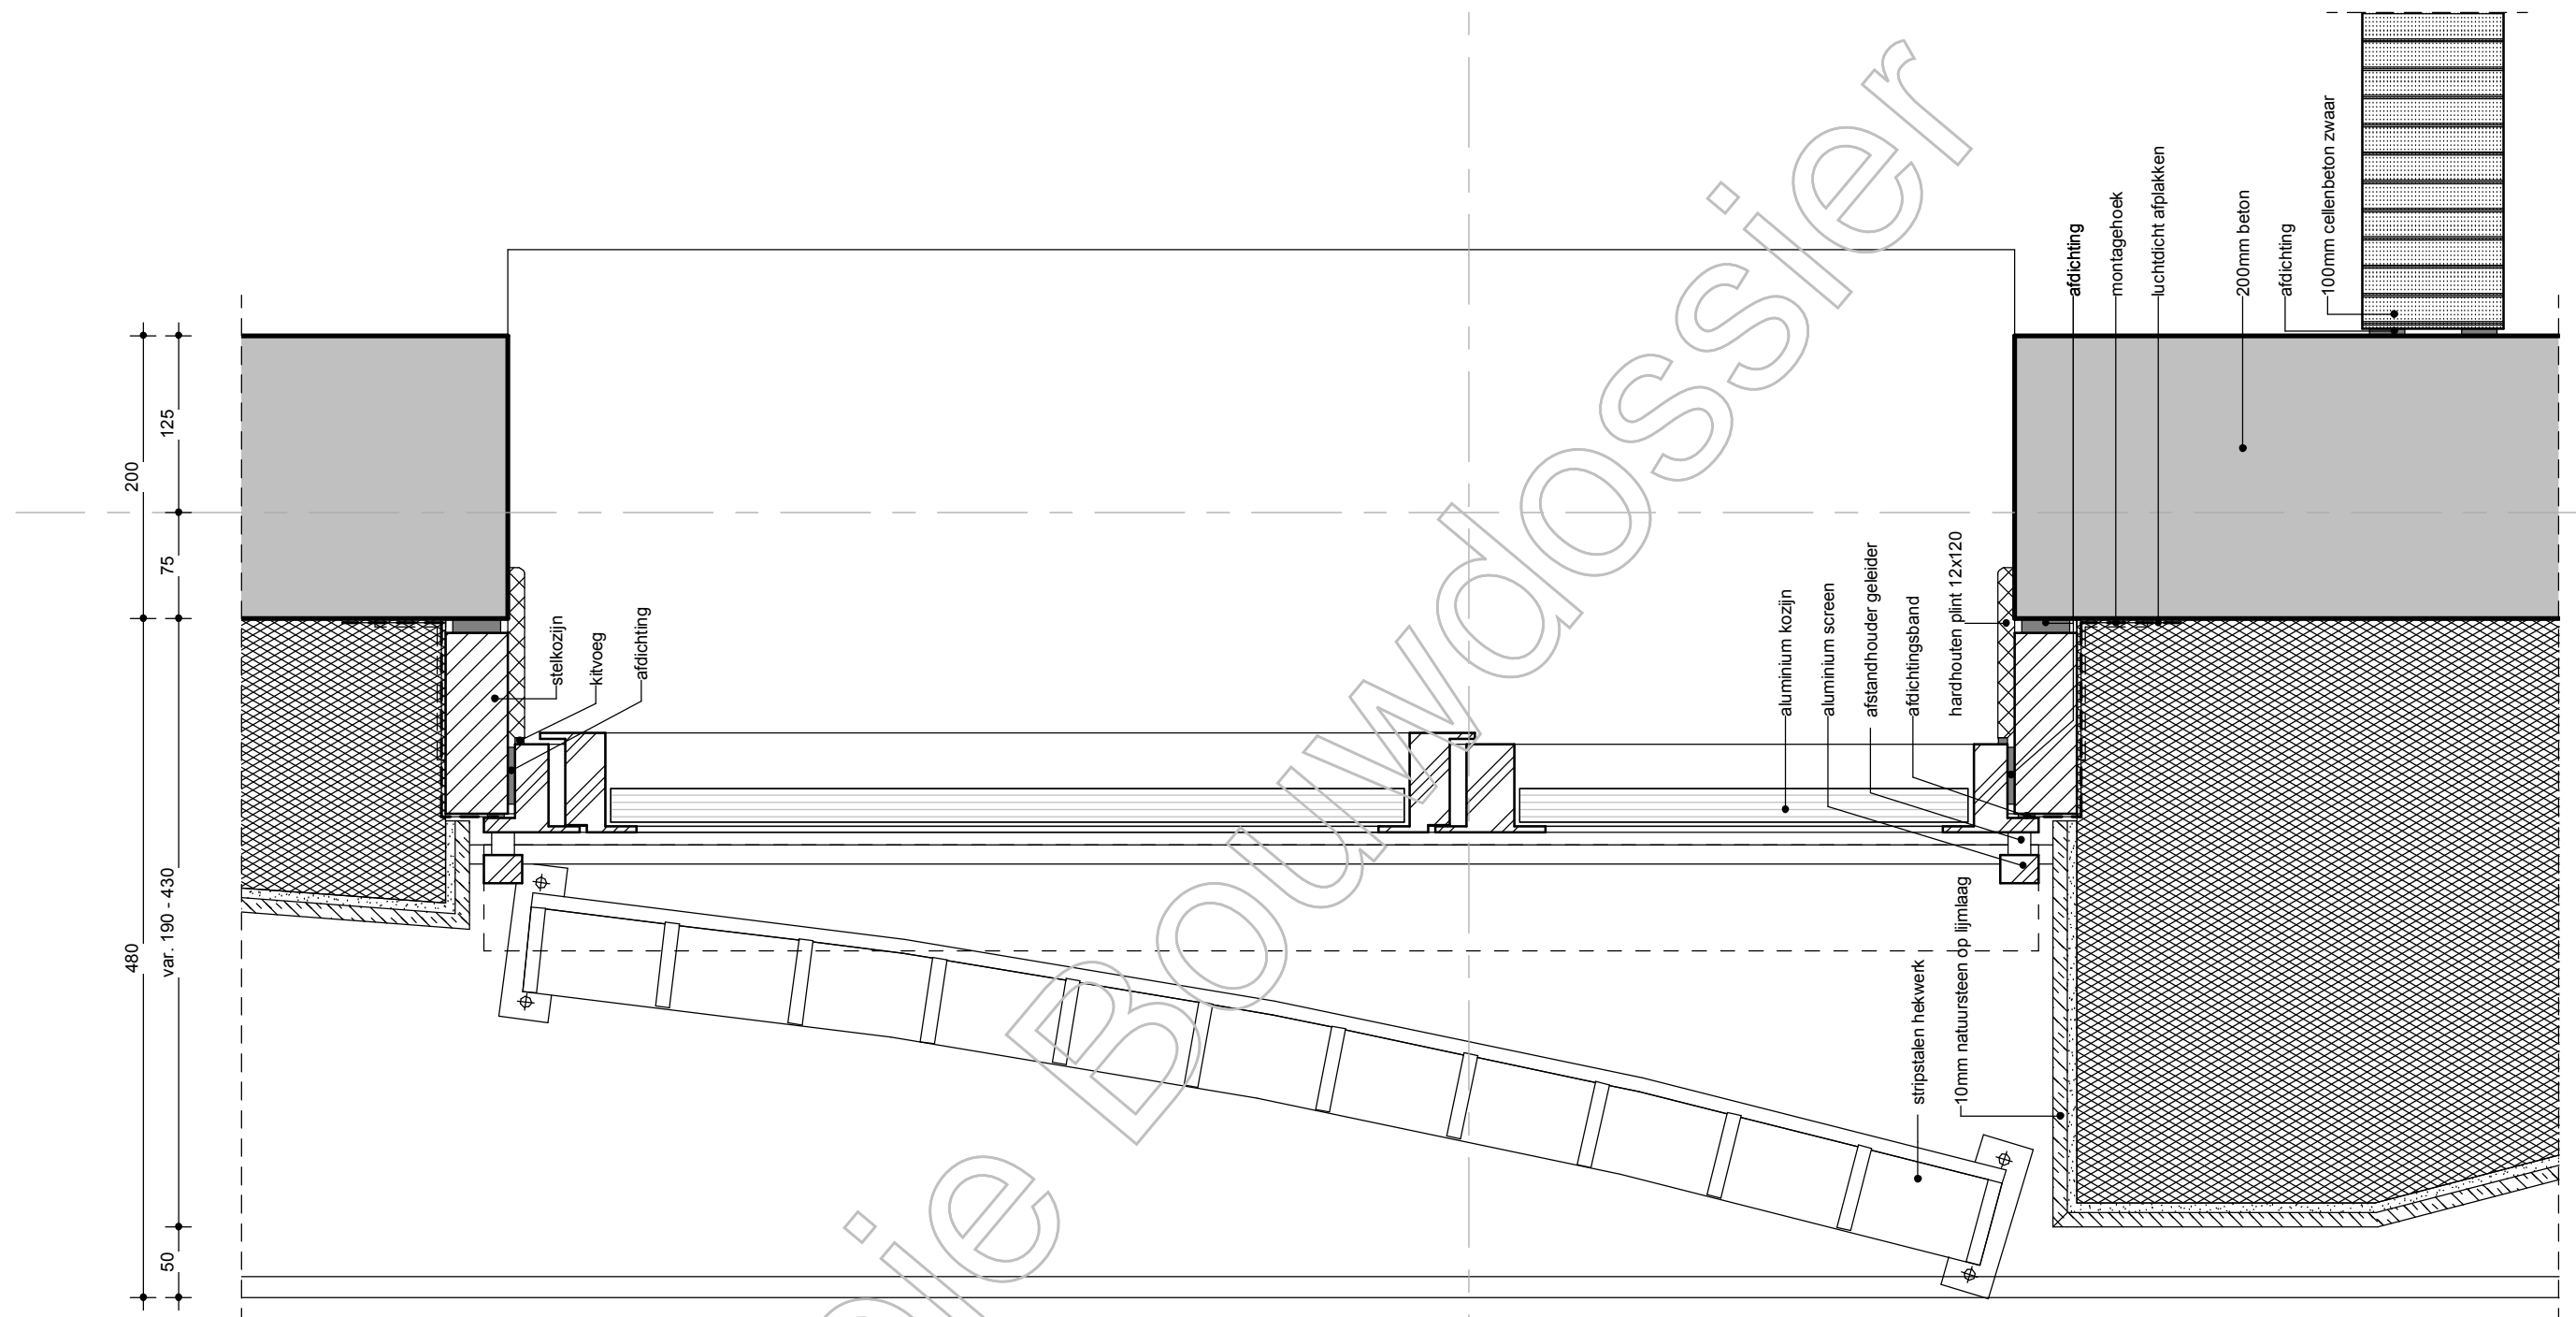 200
125
75
480
var. 190 - 430
50
stelkozijn
kitvoeg
afdichting
aluminium kozijn
aluminium screen
afstandhouder geleider
afdichtingsband
hardhouten plint 12x120
afdichting
montagehoek
luchtdicht afplakken
200mm beton
afdichting
100mm cellenbeton zwaar
stripstalen hekwerk
10mm natuursteen op lijmlaag
pie Bouwdossier